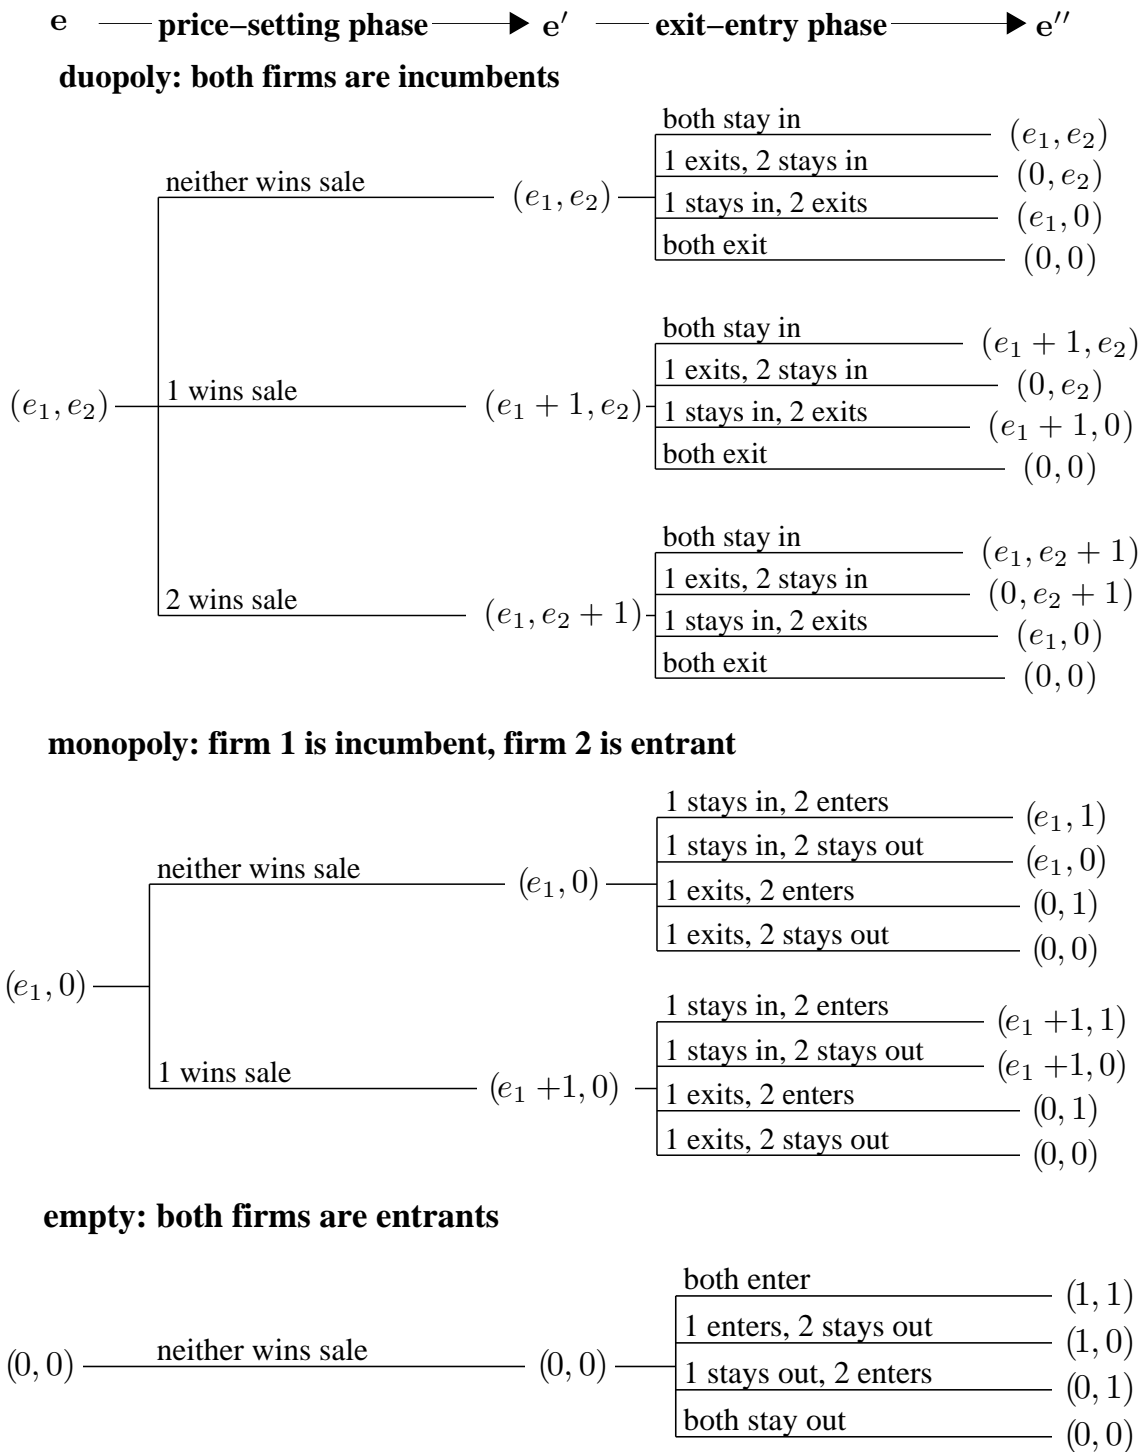 e price–setting phase e′ exit–entry phase e′′
duopoly: both firms are incumbents
both stay in (e₁, e₂)
1 exits, 2 stays in (0, e₂)
neither wins sale (e₁, e₂)
1 stays in, 2 exits (e₁, 0)
both exit (0, 0)
both stay in (e₁ + 1, e₂)
1 exits, 2 stays in (0, e₂)
(e₁, e₂) 1 wins sale (e₁ + 1, e₂)
1 stays in, 2 exits (e₁ + 1, 0)
both exit (0, 0)
both stay in (e₁, e₂ + 1)
1 exits, 2 stays in (0, e₂ + 1)
2 wins sale (e₁, e₂ + 1)
1 stays in, 2 exits (e₁, 0)
both exit (0, 0)
monopoly: firm 1 is incumbent, firm 2 is entrant
1 stays in, 2 enters (e₁, 1)
1 stays in, 2 stays out (e₁, 0)
neither wins sale (e₁, 0)
1 exits, 2 enters (0, 1)
1 exits, 2 stays out (0, 0)
(e₁, 0)
1 stays in, 2 enters (e₁ +1, 1)
1 stays in, 2 stays out (e₁ +1, 0)
1 wins sale (e₁ +1, 0)
1 exits, 2 enters (0, 1)
1 exits, 2 stays out (0, 0)
empty: both firms are entrants
both enter (1, 1)
1 enters, 2 stays out (1, 0)
(0, 0) neither wins sale (0, 0)
1 stays out, 2 enters (0, 1)
both stay out (0, 0)